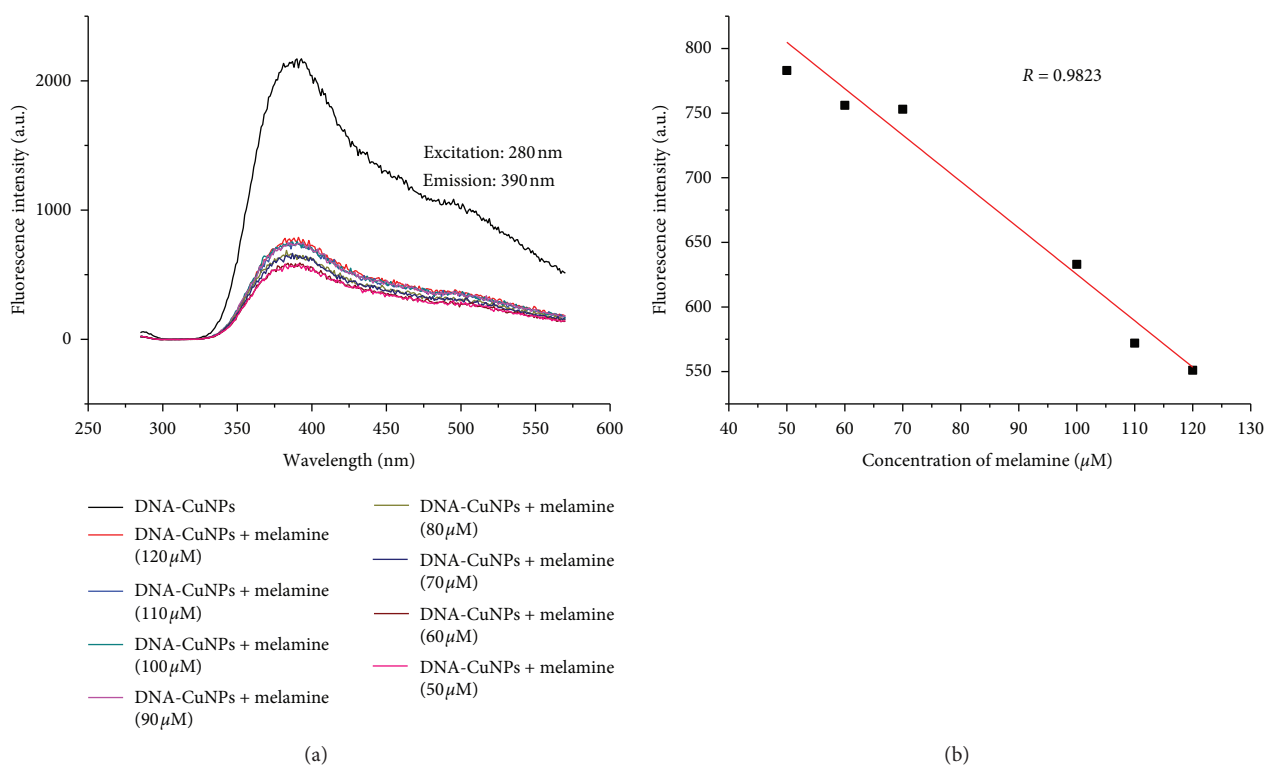 Fluorescence intensity (a.u.)
2000
1000
0
Excitation: 280 nm
Emission: 390 nm
250 300 350 400 450 500 550 600
Wavelength (nm)
DNA-CuNPs
DNA-CuNPs + melamine
(120 μM)
DNA-CuNPs + melamine
(110 μM)
DNA-CuNPs + melamine
(100 μM)
DNA-CuNPs + melamine
(90 μM)
DNA-CuNPs + melamine
(80 μM)
DNA-CuNPs + melamine
(70 μM)
DNA-CuNPs + melamine
(60 μM)
DNA-CuNPs + melamine
(50 μM)
(a)
Fluorescence intensity (a.u.)
800
750
700
650
600
550
R = 0.9823
40 50 60 70 80 90 100 110 120 130
Concentration of melamine (μM)
(b)